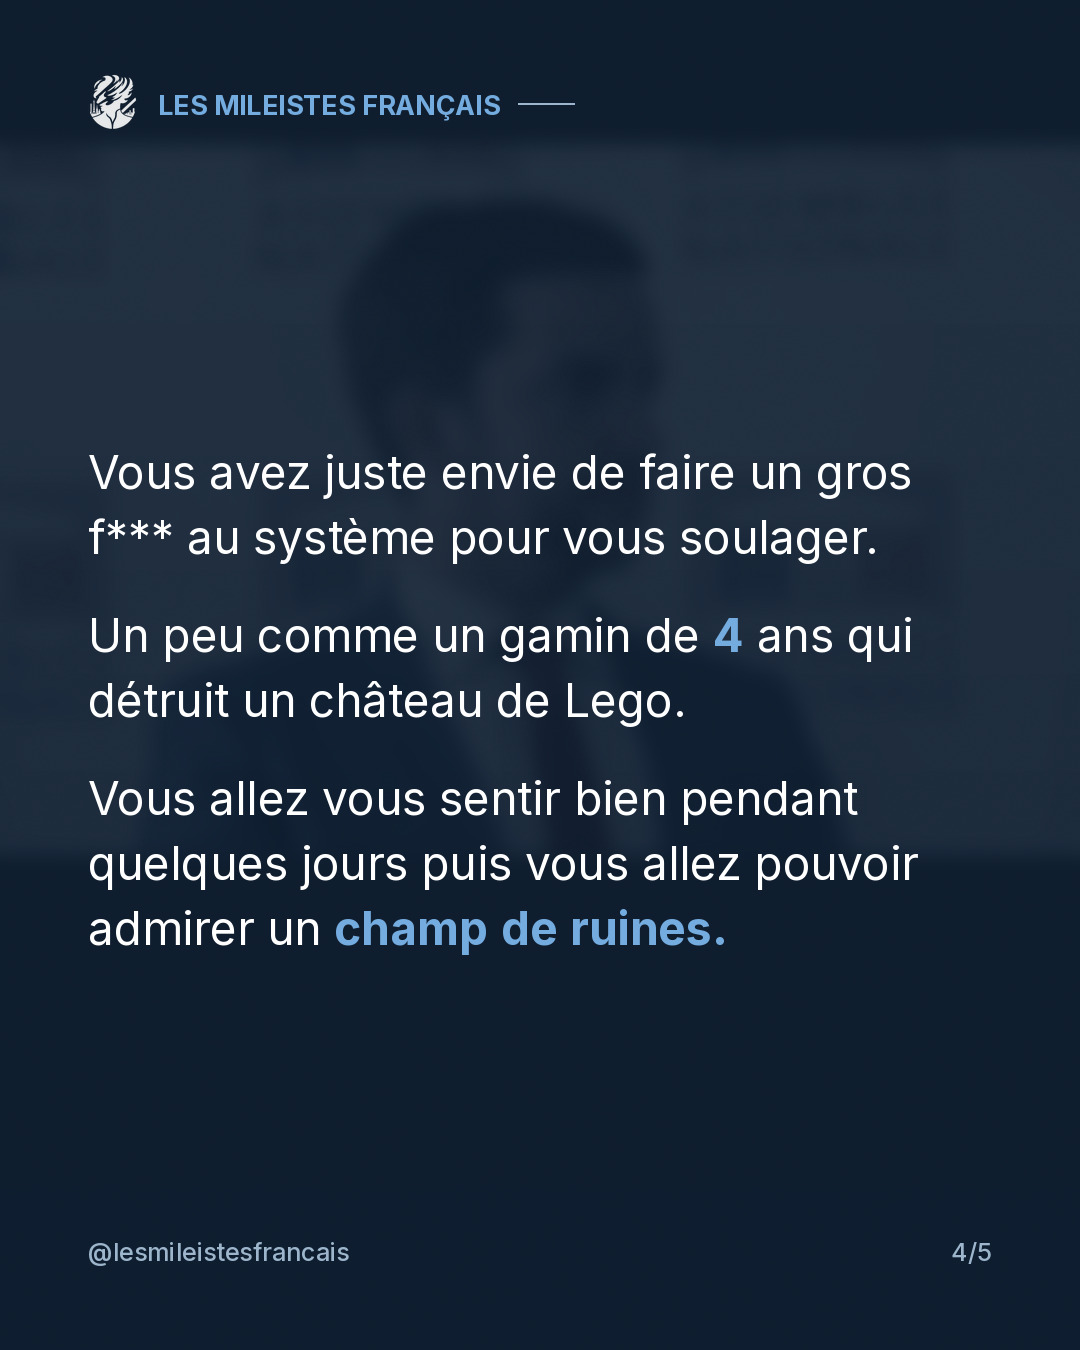 LES MILEISTES FRANÇAIS
Vous avez juste envie de faire un gros
f*** au système pour vous soulager.
Un peu comme un gamin de 4 ans qui
détruit un château de Lego.
Vous allez vous sentir bien pendant
quelques jours puis vous allez pouvoir
admirer un champ de ruines.
@lesmileistesfrancais
4/5